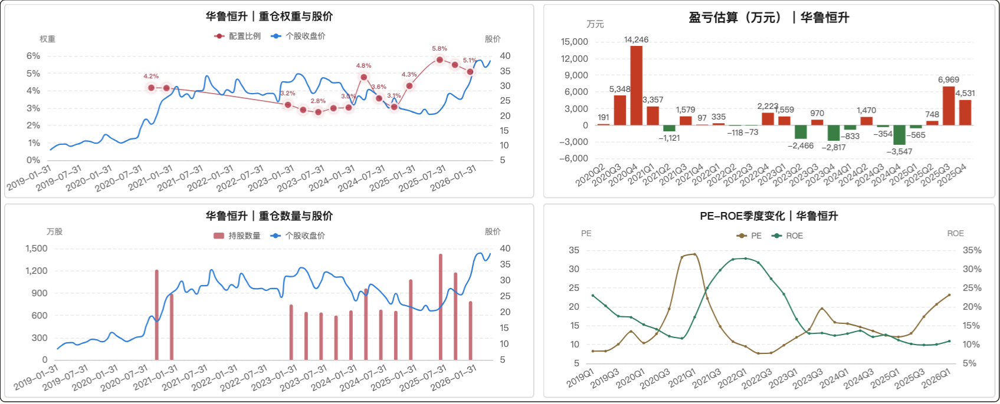 华鲁恒升｜重仓权重与股价
配置比例 个股收盘价
权重 股价
6% 40
5% 35
4% 30
3% 25
2% 20
1% 15
0% 10
5
4.2% 3.2% 2.8% 3.0% 4.8% 3.6% 3.1% 4.3% 5.8% 5.1%
2019-01-31 2019-07-31 2020-01-31 2020-07-31 2021-01-31 2021-07-31 2022-01-31 2022-07-31 2023-01-31 2023-07-31 2024-01-31 2024-07-31 2025-01-31 2025-07-31 2026-01-31
盈亏估算（万元）｜华鲁恒升
万元
15,000
12,000
9,000
6,000
3,000
0
−3,000
−6,000
191 5,348 14,246 3,357 −1,121 1,579 97 335 −118 −73 2,223 1,559 −2,466 970 −2,817 −833 1,470 −354 −3,547 −565 748 6,969 4,531
2020Q2 2020Q3 2020Q4 2021Q1 2021Q2 2021Q3 2021Q4 2022Q1 2022Q2 2022Q3 2022Q4 2023Q1 2023Q2 2023Q3 2023Q4 2024Q1 2024Q2 2024Q3 2024Q4 2025Q1 2025Q2 2025Q3 2025Q4
华鲁恒升｜重仓数量与股价
持股数量 个股收盘价
万股 股价
1,500 40
1,200 35
900 30
600 25
300 20
0 15
10
5
2019-01-31 2019-07-31 2020-01-31 2020-07-31 2021-01-31 2021-07-31 2022-01-31 2022-07-31 2023-01-31 2023-07-31 2024-01-31 2024-07-31 2025-01-31 2025-07-31 2026-01-31
PE-ROE季度变化｜华鲁恒升
PE ROE
PE ROE
35 35%
30 30%
25 25%
20 20%
15 15%
10 10%
5 5%
2019Q1 2019Q3 2020Q1 2020Q3 2021Q1 2021Q3 2022Q1 2022Q3 2023Q1 2023Q3 2024Q1 2024Q3 2025Q1 2025Q3 2026Q1